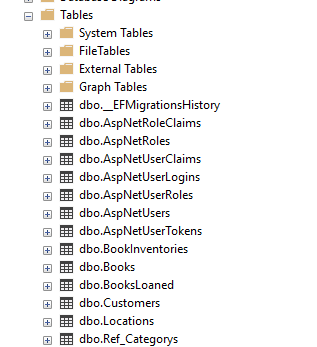 Tables
System Tables
FileTables
External Tables
Graph Tables
dbo.__EFMigrationsHistory
dbo.AspNetRoleClaims
dbo.AspNetRoles
dbo.AspNetUserClaims
dbo.AspNetUserLogins
dbo.AspNetUserRoles
dbo.AspNetUsers
dbo.AspNetUserTokens
dbo.BookInventories
dbo.Books
dbo.BooksLoaned
dbo.Customers
dbo.Locations
dbo.Ref_Categorys